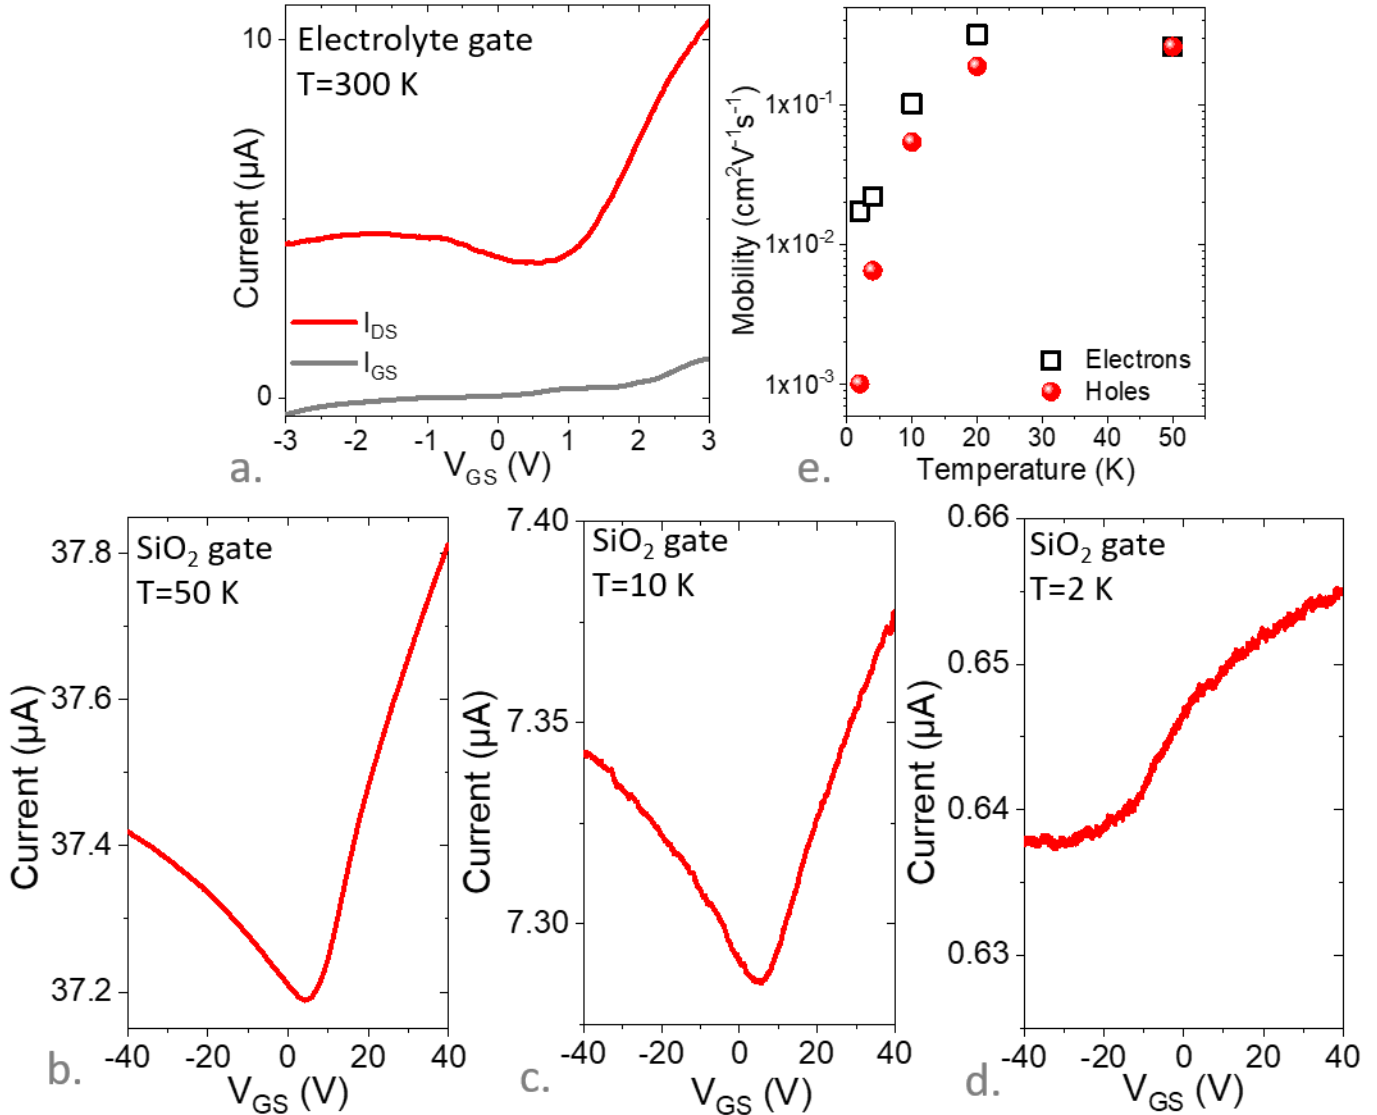 Electrolyte gate
T=300 K
10
0
Current (µA)
I_DS
I_GS
-3 -2 -1 0 1 2 3
V_GS (V)
a.
1x10⁻¹
1x10⁻²
1x10⁻³
Mobility (cm²V⁻¹s⁻¹)
Electrons
Holes
0 10 20 30 40 50
Temperature (K)
e.
SiO₂ gate
T=50 K
37.8
37.6
37.4
37.2
Current (µA)
-40 -20 0 20 40
V_GS (V)
b.
SiO₂ gate
T=10 K
7.40
7.35
7.30
Current (µA)
-40 -20 0 20 40
V_GS (V)
c.
SiO₂ gate
T=2 K
0.66
0.65
0.64
0.63
Current (µA)
-40 -20 0 20 40
V_GS (V)
d.